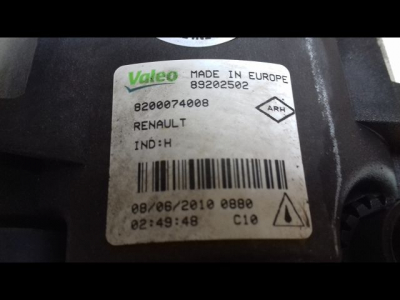 Valeo MADE IN EUROPE
89202502
8200074008
ARH
RENAULT
IND:H
08/06/2010 0880
02:49:48 C10